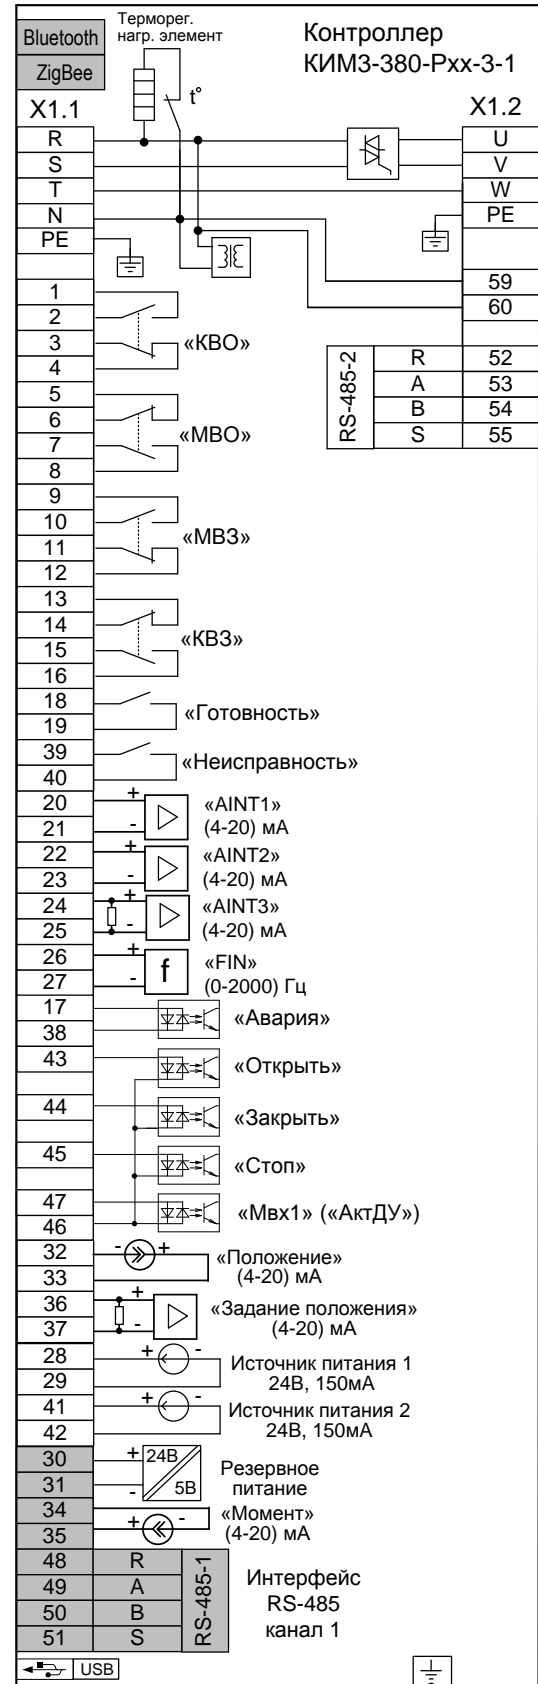 Bluetooth
ZigBee
Терморег.
нагр. элемент
t°
Контроллер
КИМ3-380-Рхх-3-1
X1.1
X1.2
R
S
T
N
PE
U
V
W
PE
59
60
RS-485-2
R 52
A 53
B 54
S 55
1
2
3
4
«КВО»
5
6
7
8
«МВО»
9
10
11
12
«МВЗ»
13
14
15
16
«КВЗ»
18
19
«Готовность»
39
40
«Неисправность»
20 +
21 -
«AINT1»
(4-20) мА
22 +
23 -
«AINT2»
(4-20) мА
24 +
25 -
«AINT3»
(4-20) мА
26 +
27 -
f
«FIN»
(0-2000) Гц
17
38
«Авария»
43
«Открыть»
44
«Закрыть»
45
«Стоп»
47
46
«Мвх1» («АктДУ»)
32 - +
33
«Положение»
(4-20) мА
36 +
37 -
«Задание положения»
(4-20) мА
28 + -
29
Источник питания 1
24В, 150мА
41 + -
42
Источник питания 2
24В, 150мА
30 + 24В
31 - 5В
Резервное
питание
34
35 + -
«Момент»
(4-20) мА
48 R
49 A
50 B
51 S
RS-485-1
Интерфейс
RS-485
канал 1
USB